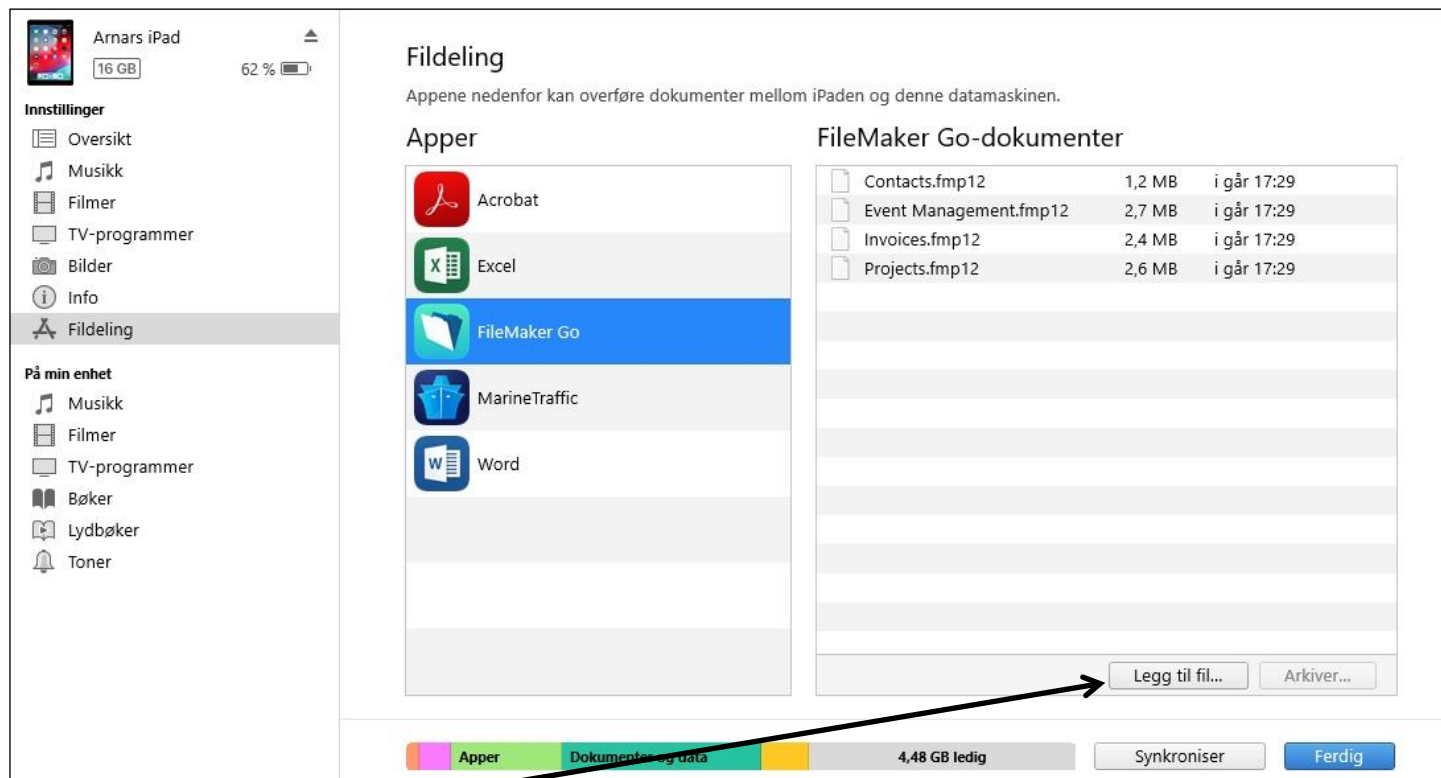 Arnars iPad
16 GB 62 %
Innstillinger
Oversikt
Musikk
Filmer
TV-programmer
Bilder
Info
Fildeling
På min enhet
Musikk
Filmer
TV-programmer
Bøker
Lydbøker
Toner
Fildeling
Appene nedenfor kan overføre dokumenter mellom iPaden og denne datamaskinen.
Apper
Acrobat
Excel
FileMaker Go
MarineTraffic
Word
FileMaker Go-dokumenter
Contacts.fmp12 1,2 MB i går 17:29
Event Management.fmp12 2,7 MB i går 17:29
Invoices.fmp12 2,4 MB i går 17:29
Projects.fmp12 2,6 MB i går 17:29
Legg til fil... Arkiver...
Apper Dokumenter og data 4,48 GB ledig Synkroniser Ferdig